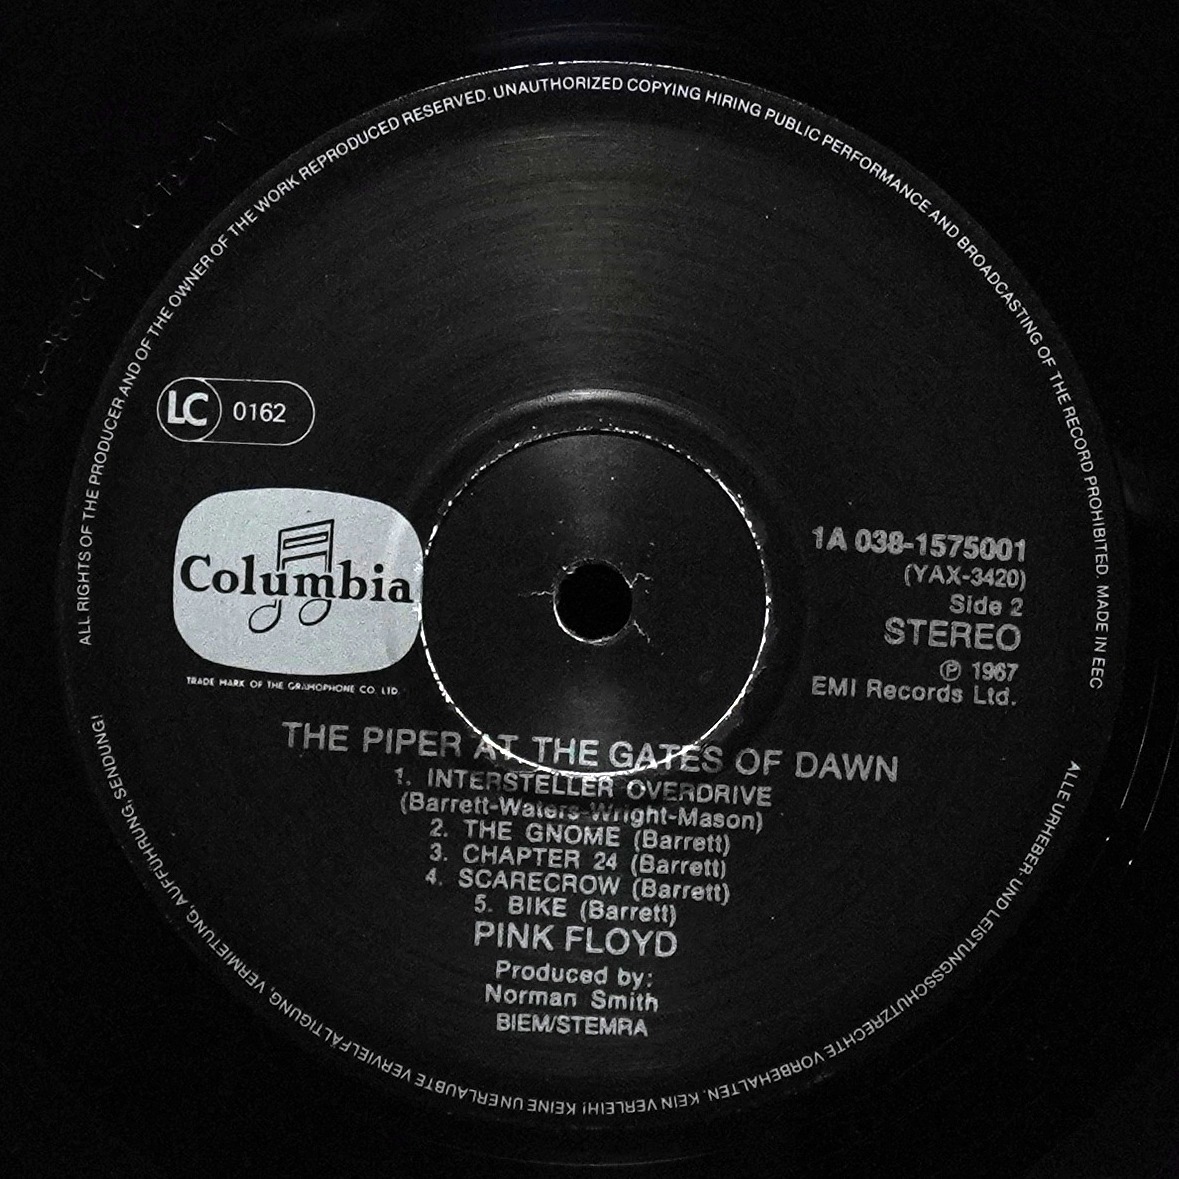 ALL RIGHTS OF THE PRODUCER AND OF THE OWNER OF THE WORK REPRODUCED RESERVED. UNAUTHORIZED COPYING HIRING PUBLIC PERFORMANCE AND BROADCASTING OF THE RECORD PROHIBITED. MADE IN EEC
LC 0162
Columbia
TRADE MARK OF THE GRAMOPHONE CO. LTD.
1A 038-1575001
(YAX-3420)
Side 2
STEREO
℗ 1967
EMI Records Ltd.
THE PIPER AT THE GATES OF DAWN
1. INTERSTELLER OVERDRIVE
(Barrett-Waters-Wright-Mason)
2. THE GNOME (Barrett)
3. CHAPTER 24 (Barrett)
4. SCARECROW (Barrett)
5. BIKE (Barrett)
PINK FLOYD
Produced by:
Norman Smith
BIEM/STEMRA
ALLE URHEBER- UND LEISTUNGSSCHUTZRECHTE VORBEHALTEN. KEIN VERLEIH! KEINE UNERLAUBTE VERVIELFÄLTIGUNG, VERMIETUNG, AUFFÜHRUNG, SENDUNG!